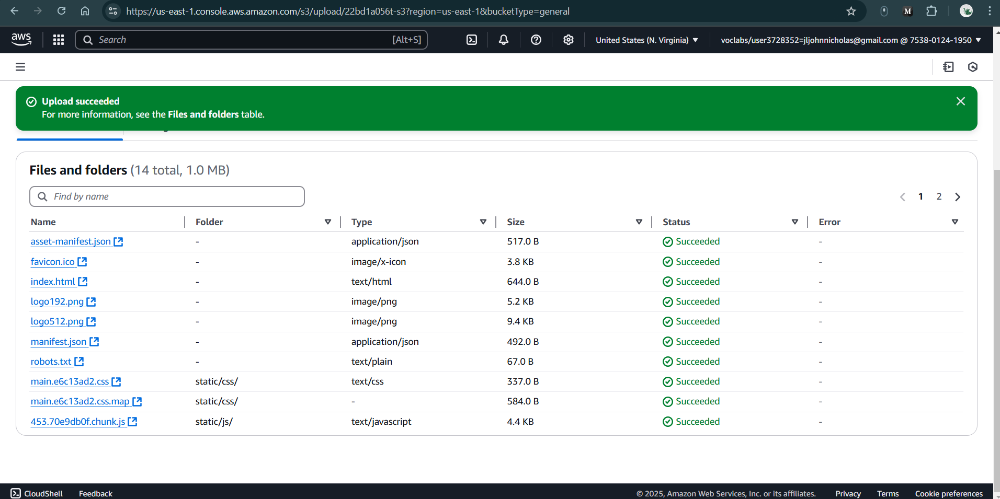 https://us-east-1.console.aws.amazon.com/s3/upload/22bd1a056t-s3?region=us-east-1&bucketType=general
M
aws
Search
[Alt+S]
United States (N. Virginia)
voclabs/user3728352=jljohnnicholas@gmail.com @ 7538-0124-1950
Upload succeeded
For more information, see the Files and folders table.
Files and folders (14 total, 1.0 MB)
Find by name
1 2
Name Folder Type Size Status Error
asset-manifest.json - application/json 517.0 B Succeeded -
favicon.ico - image/x-icon 3.8 KB Succeeded -
index.html - text/html 644.0 B Succeeded -
logo192.png - image/png 5.2 KB Succeeded -
logo512.png - image/png 9.4 KB Succeeded -
manifest.json - application/json 492.0 B Succeeded -
robots.txt - text/plain 67.0 B Succeeded -
main.e6c13ad2.css static/css/ text/css 337.0 B Succeeded -
main.e6c13ad2.css.map static/css/ - 584.0 B Succeeded -
453.70e9db0f.chunk.js static/js/ text/javascript 4.4 KB Succeeded -
CloudShell Feedback © 2025, Amazon Web Services, Inc. or its affiliates. Privacy Terms Cookie preferences